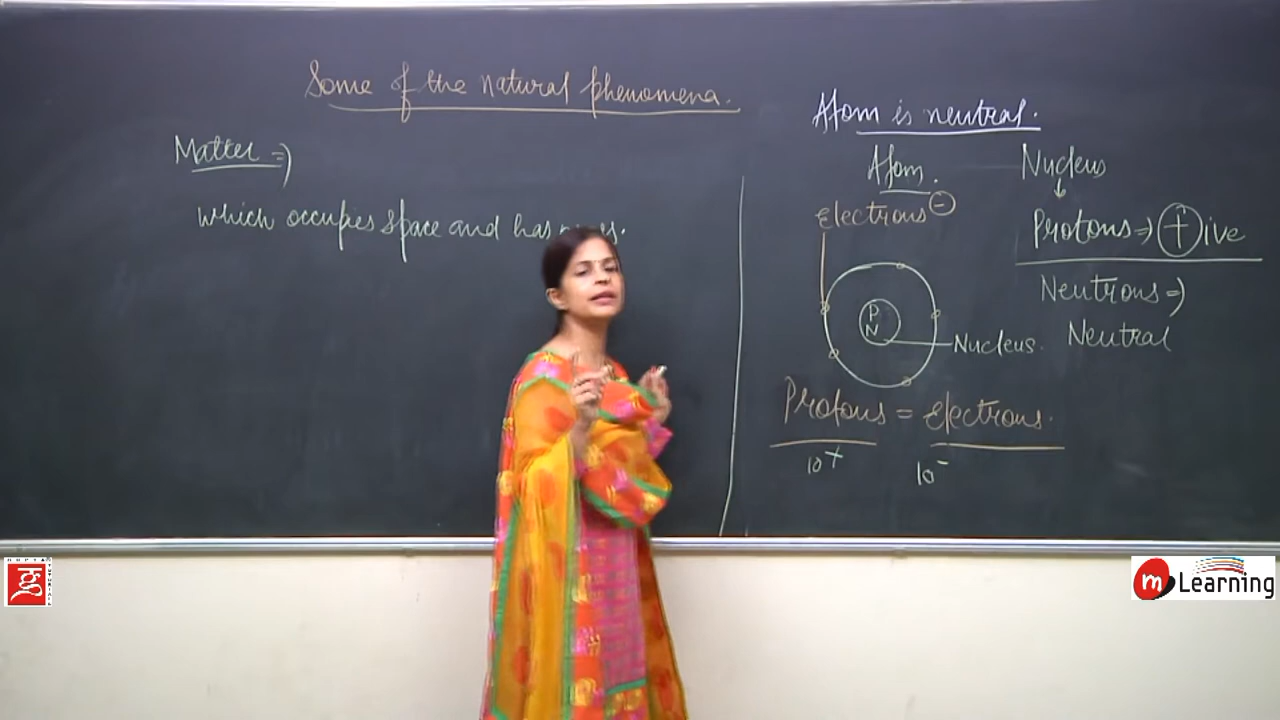 Some of the natural phenomena.
Matter ⇒
which occupies space and has
Atom is neutral.
Atom.
Electrons ⊖
P
N
Nucleus.
Nucleus
↓
Protons ⇒ ⊕ive
Neutrons ⇒
Neutral
Protons = Electrons.
10+ 10-
m Learning